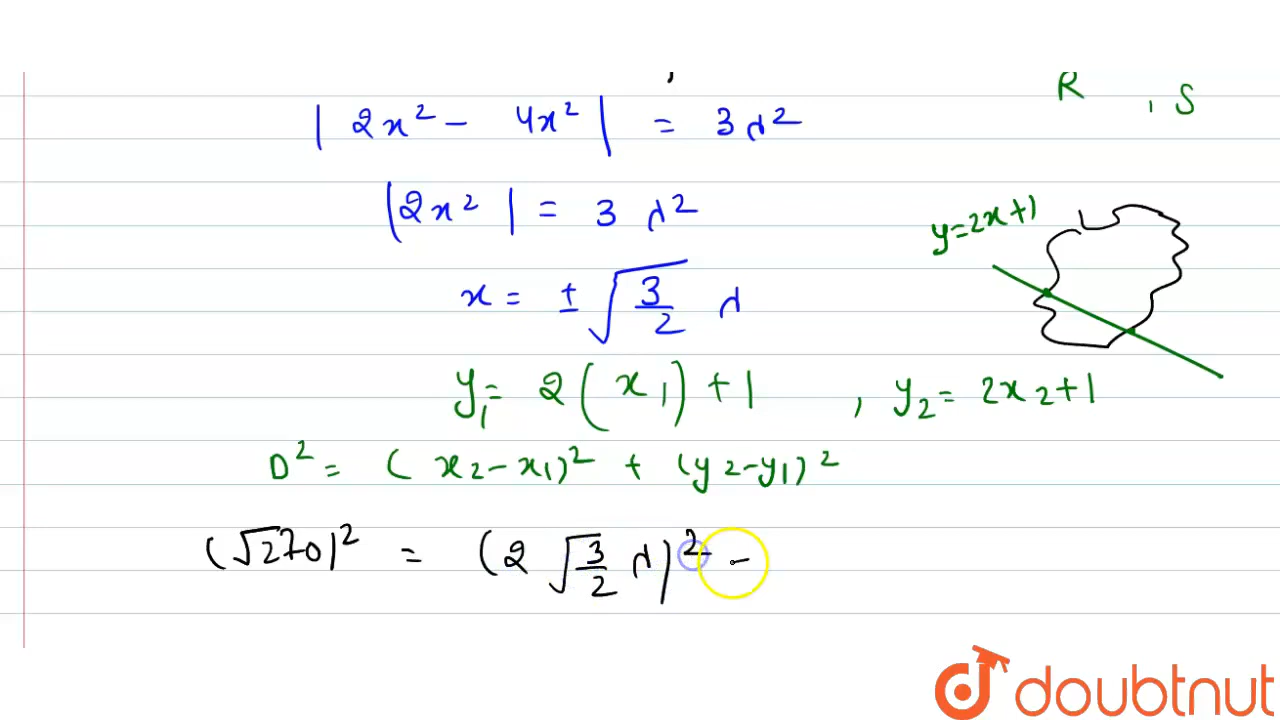 R , S
| 2x² - 4x² | = 3λ²
|2x²| = 3 λ²
y=2x+1
x = ± √(3/2) λ
y₁= 2(x₁)+1 , y₂= 2x₂+1
D² = (x₂-x₁)² + (y₂-y₁)²
(√270)² = (2 √(3/2) λ)² -
doubtnut